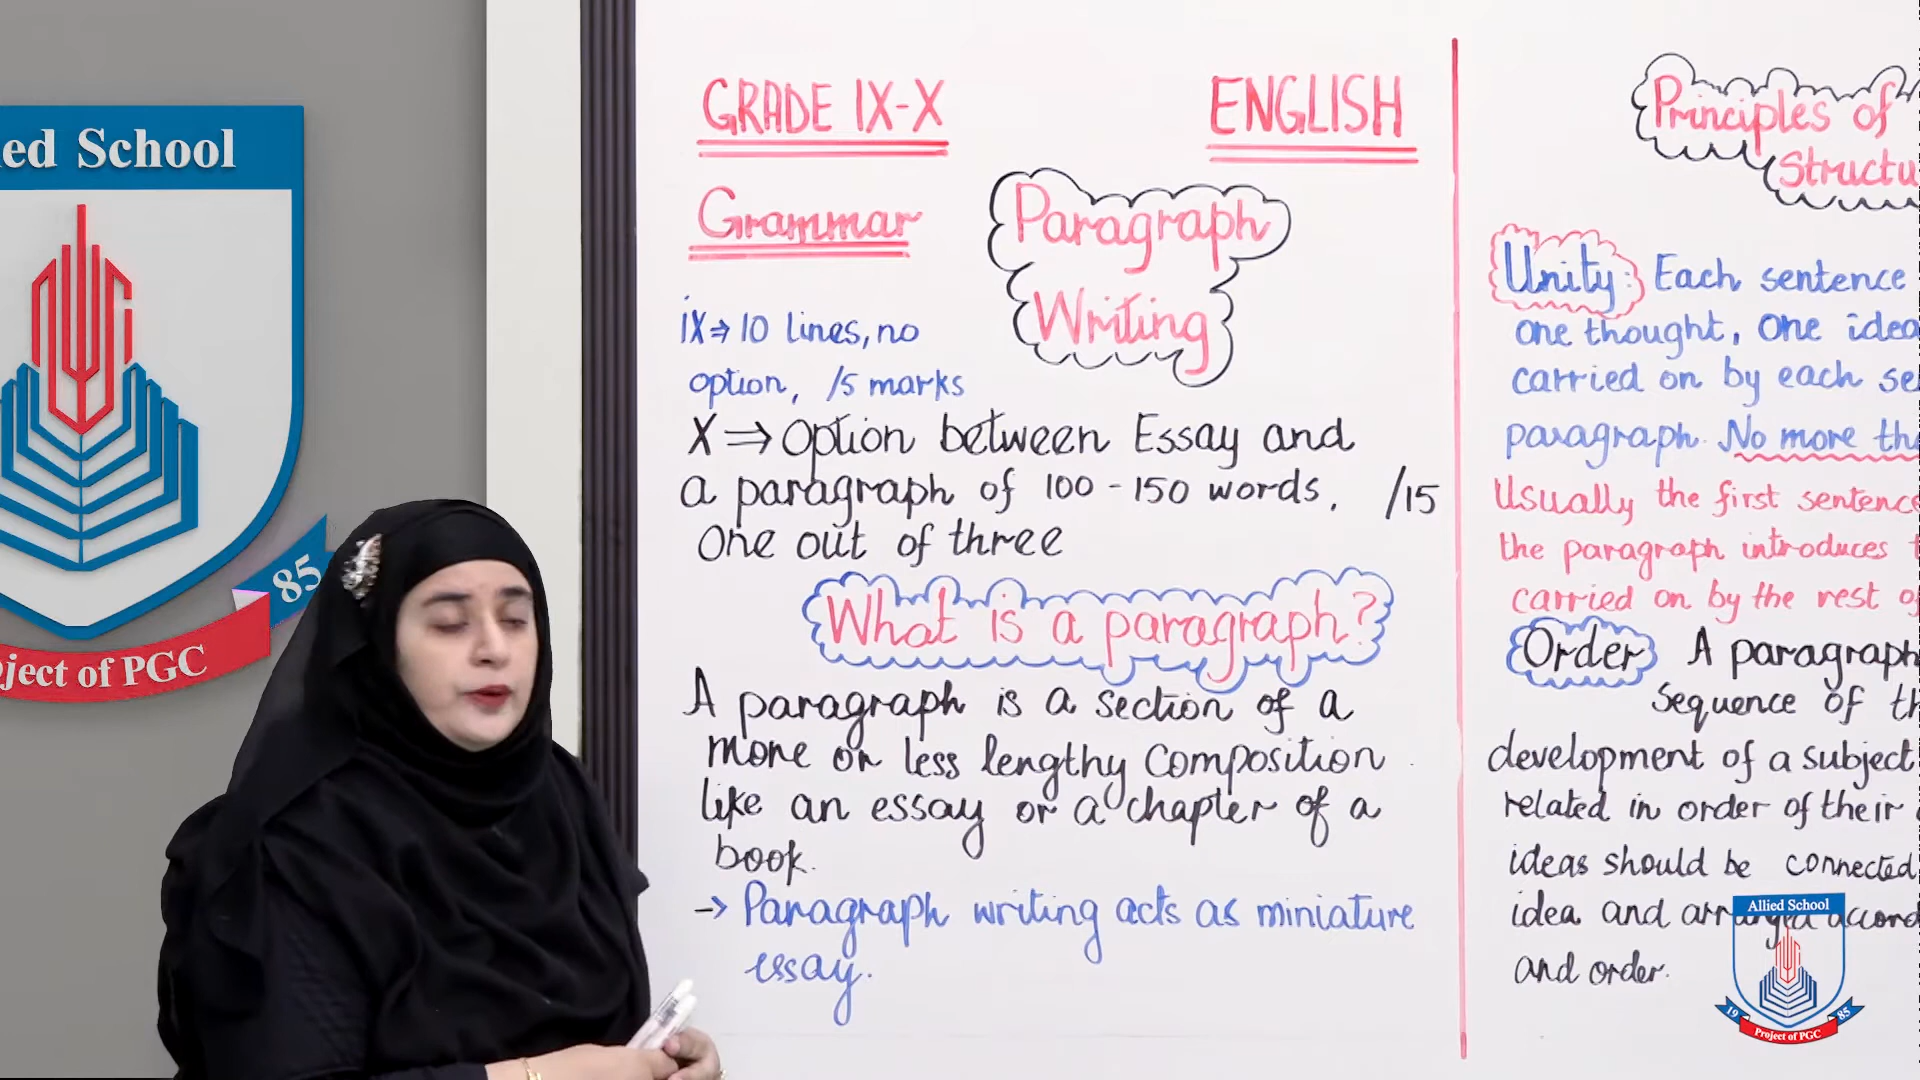 ied School
85
ject of PGC
GRADE IX-X
ENGLISH
Grammar
Paragraph
Writing
IX⇒10 lines, no
option, /5 marks
X⇒ Option between Essay and
a paragraph of 100-150 words. /15
One out of three
What is a paragraph?
A paragraph is a section of a
more or less lengthy composition
like an essay or a chapter of a
book.
→ Paragraph writing acts as miniature
essay.
Principles of
Structu
Unity: Each sentence
one thought, One idea
carried on by each se
paragraph. No more tha
Usually the first sentence
the paragraph introduces t
carried on by the rest of
Order A paragraph
Sequence of th
development of a subject
related in order of their
ideas should be connected
idea and arranged accord
and order.
Allied School
19 85
Project of PGC